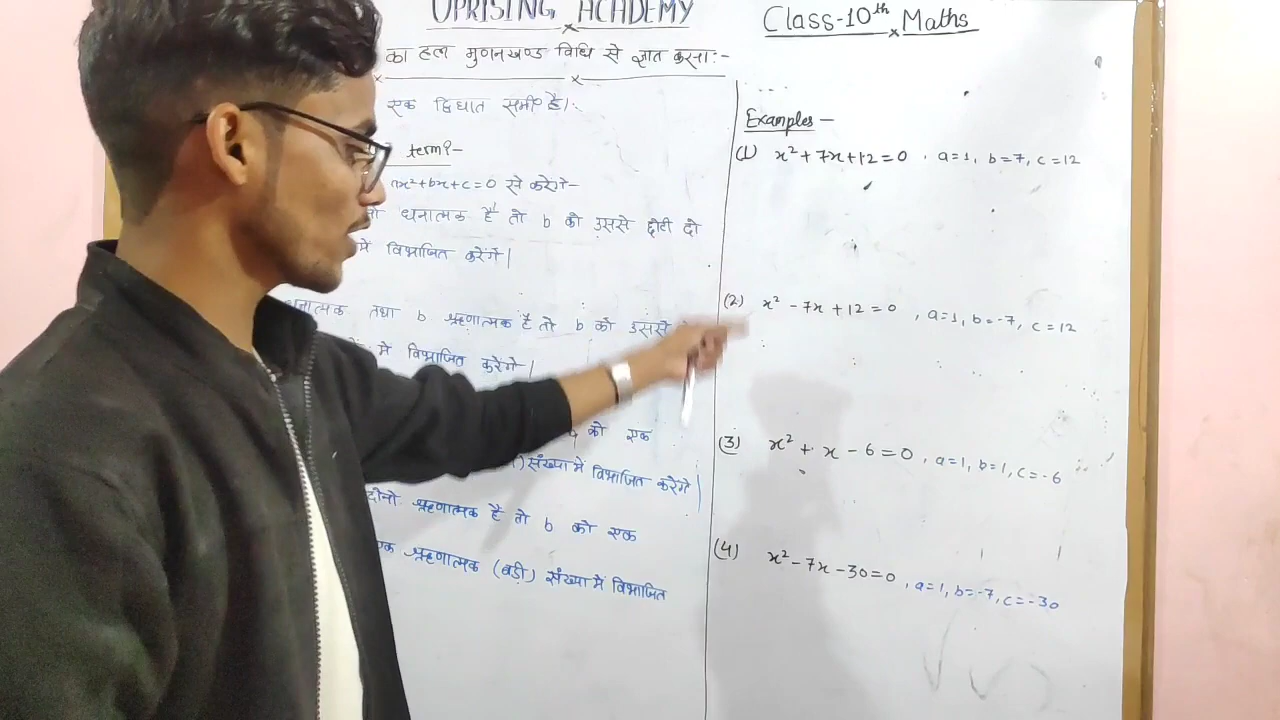 UPRISING ACADEMY
Class-10th Maths
का हल गुणनखण्ड विधि से ज्ञात करना:-
एक द्विघात समी० है।
term?-
ax²+bx+c=0 से करेंगे-
धनात्मक है तो b को उससे छोटी दो
में विभाजित करेंगे|
धनात्मक तथा b ऋणात्मक है तो b को उससे
में विभाजित करेंगे|
को एक
संख्या में विभाजित करेंगे|
दोनो ऋणात्मक है तो b को एक
एक ऋणात्मक (बड़ी) संख्या में विभाजित
Examples -
(1) x² + 7x + 12 = 0 , a=1, b=7, c=12
(2) x² - 7x + 12 = 0 , a=1, b=-7, c=12
(3) x² + x - 6 = 0 , a=1, b=1, c=-6
(4) x² - 7x - 30 = 0 , a=1, b=-7, c=-30